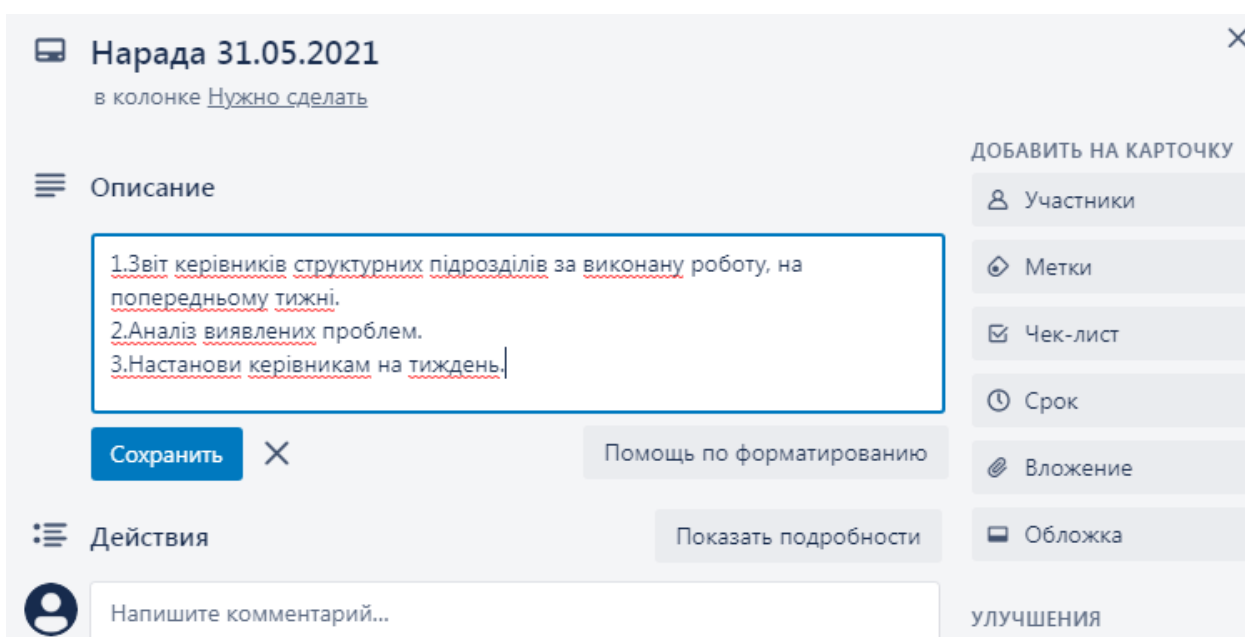 Нарада 31.05.2021
в колонке Нужно сделать
Описание
1.Звіт керівників структурних підрозділів за виконану роботу, на
попередньому тижні.
2.Аналіз виявлених проблем.
3.Настанови керівникам на тиждень.
Сохранить
Помощь по форматированию
Действия
Показать подробности
Напишите комментарий...
ДОБАВИТЬ НА КАРТОЧКУ
Участники
Метки
Чек-лист
Срок
Вложение
Обложка
УЛУЧШЕНИЯ